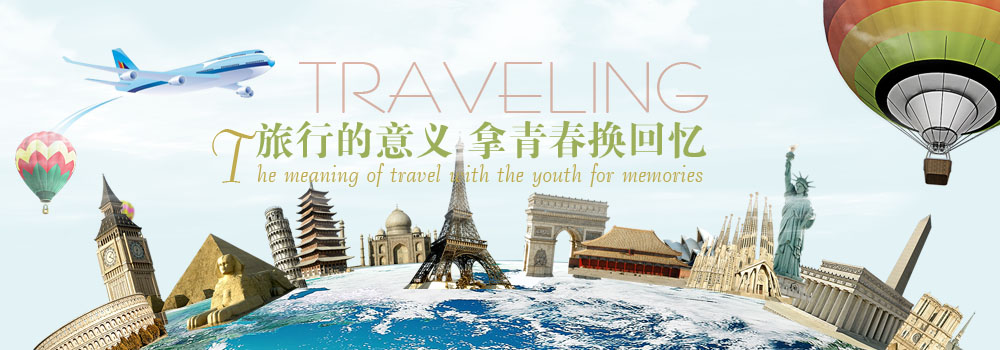 TRAVELING
旅行的意义 拿青春换回忆
The meaning of travel with the youth for memories